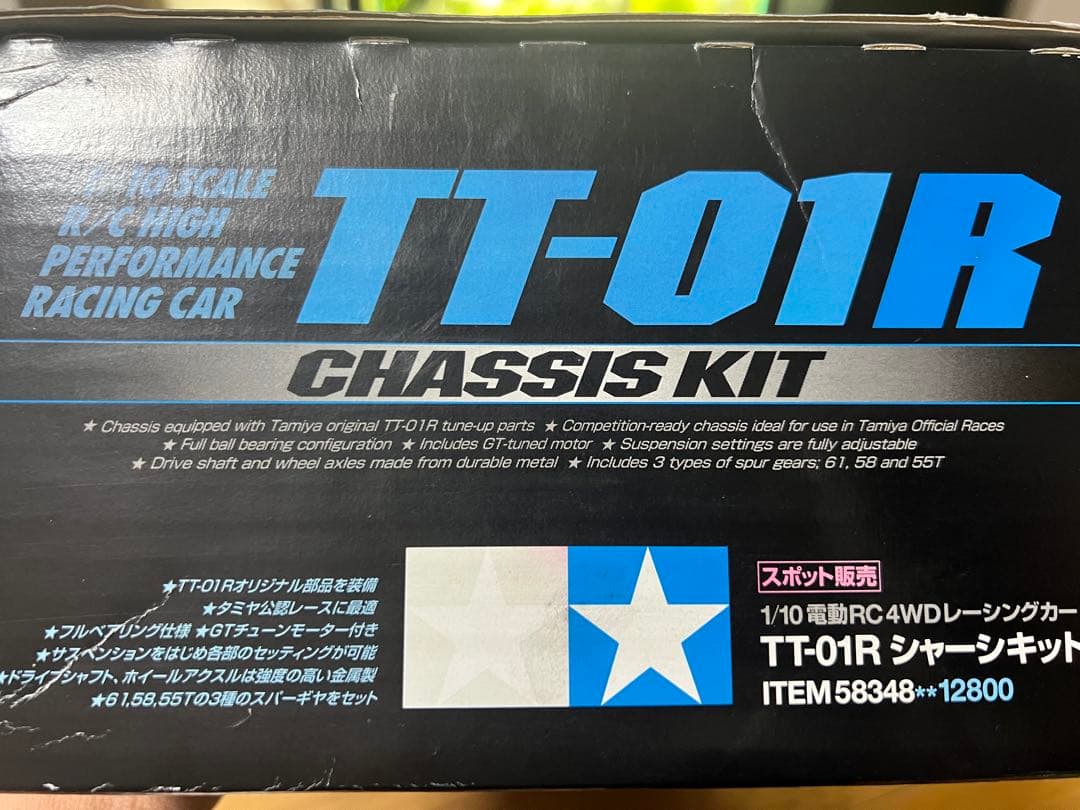 1/10 SCALE
R/C HIGH
PERFORMANCE
RACING CAR
TT-01R
CHASSIS KIT
★ Chassis equipped with Tamiya original TT-01R tune-up parts ★ Competition-ready chassis ideal for use in Tamiya Official Races
★ Full ball bearing configuration ★ Includes GT-tuned motor ★ Suspension settings are fully adjustable
★ Drive shaft and wheel axles made from durable metal ★ Includes 3 types of spur gears; 61, 58 and 55T
★TT-01Rオリジナル部品を装備
★タミヤ公認レースに最適
★フルベアリング仕様 ★GTチューンモーター付き
★サスペンションをはじめ各部のセッティングが可能
★ドライブシャフト、ホイールアクスルは強度の高い金属製
★61,58,55Tの3種のスパーギヤをセット
スポット販売
1/10電動RC4WDレーシングカー
TT-01R シャーシキット
ITEM 58348**12800